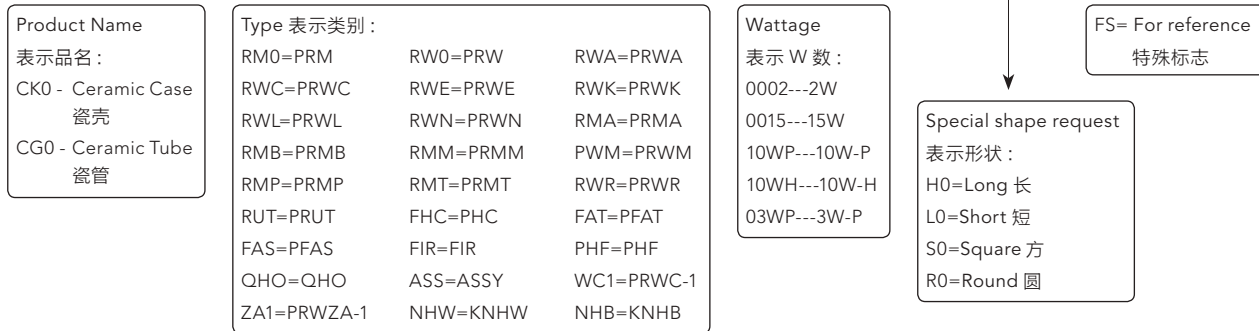 Product Name
表示品名 :
CK0 - Ceramic Case
瓷壳
CG0 - Ceramic Tube
瓷管
Type 表示类别 :
RM0=PRM RW0=PRW RWA=PRWA
RWC=PRWC RWE=PRWE RWK=PRWK
RWL=PRWL RWN=PRWN RMA=PRMA
RMB=PRMB RMM=PRMM PWM=PRWM
RMP=PRMP RMT=PRMT RWR=PRWR
RUT=PRUT FHC=PHC FAT=PFAT
FAS=PFAS FIR=FIR PHF=PHF
QHO=QHO ASS=ASSY WC1=PRWC-1
ZA1=PRWZA-1 NHW=KNHW NHB=KNHB
Wattage
表示 W 数 :
0002---2W
0015---15W
10WP---10W-P
10WH---10W-H
03WP---3W-P
Special shape request
表示形状 :
H0=Long 长
L0=Short 短
S0=Square 方
R0=Round 圆
FS= For reference
特殊标志